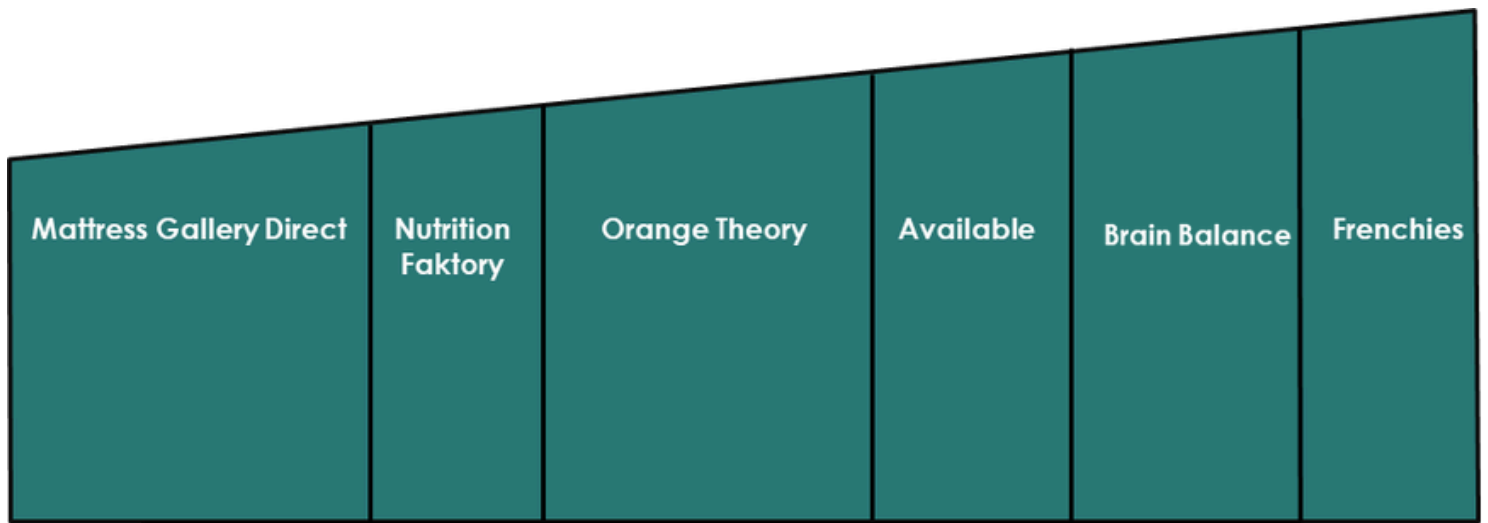 Mattress Gallery Direct
Nutrition
Faktory
Orange Theory
Available
Brain Balance
Frenchies